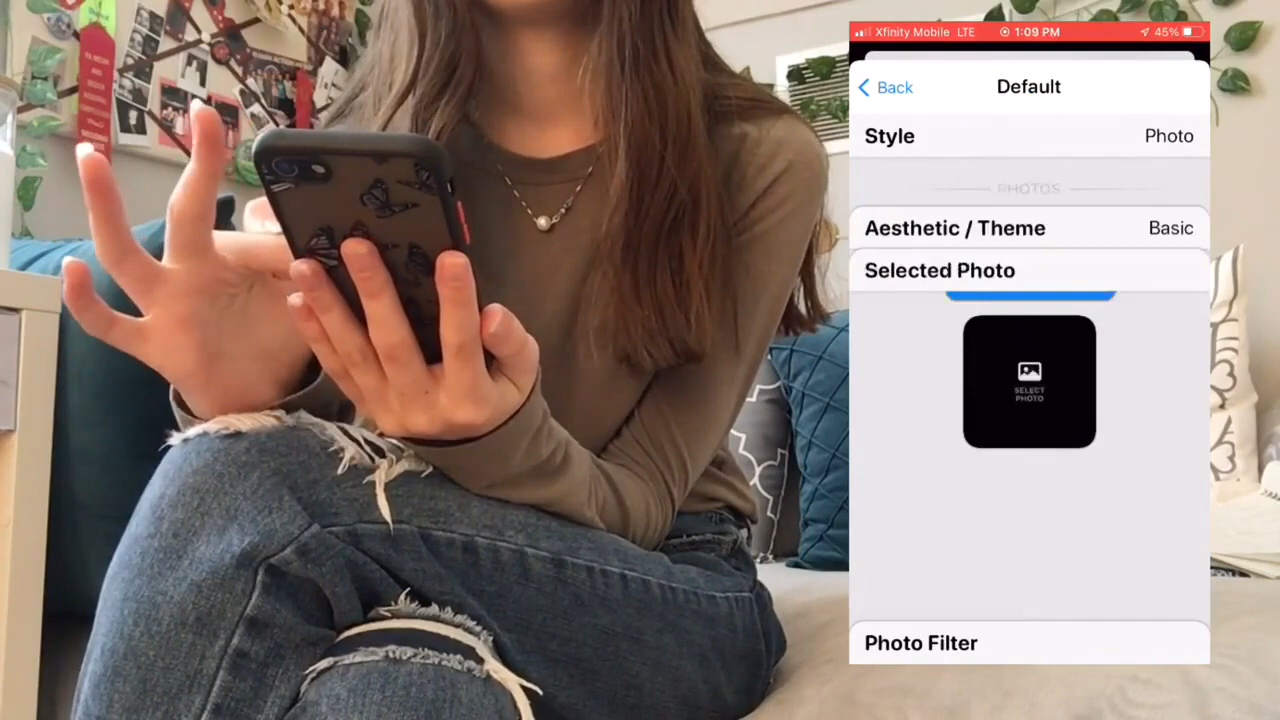 Xfinity Mobile LTE 1:09 PM 45%
Back Default
Style Photo
PHOTOS
Aesthetic / Theme Basic
Selected Photo
SELECT
PHOTO
Photo Filter